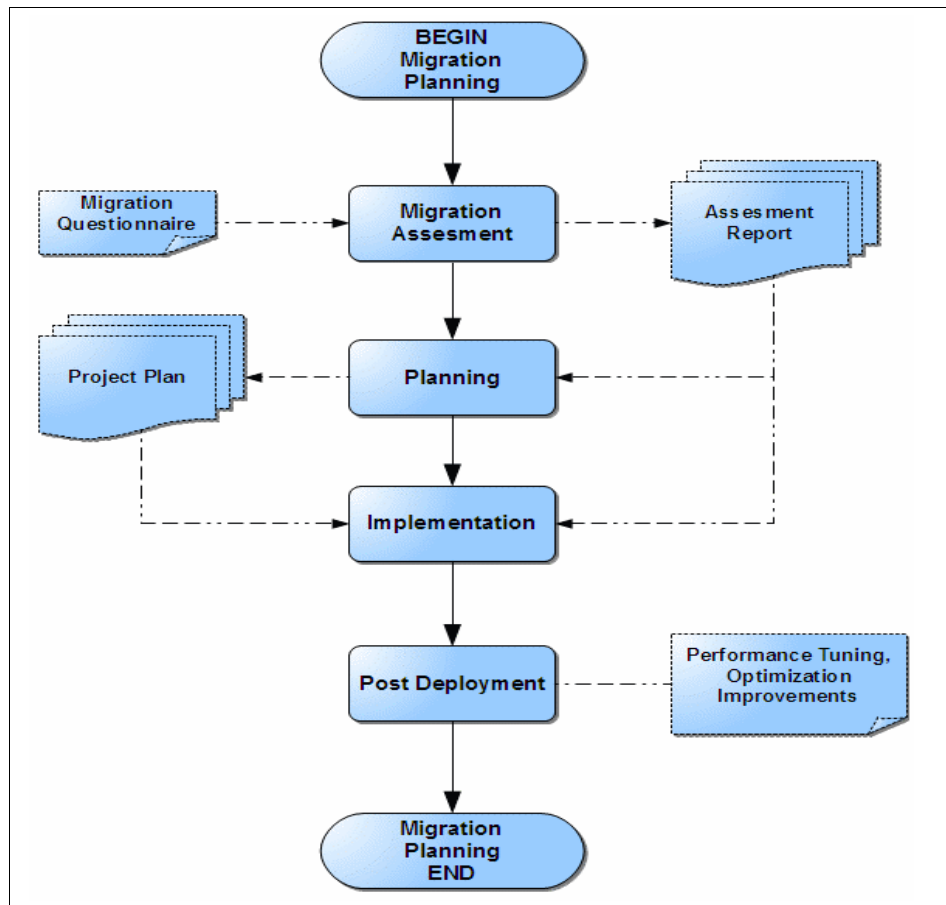 BEGIN
Migration
Planning
Migration
Questionnaire
Migration
Assesment
Assesment
Report
Project Plan
Planning
Implementation
Post Deployment
Performance Tuning,
Optimization
Improvements
Migration
Planning
END